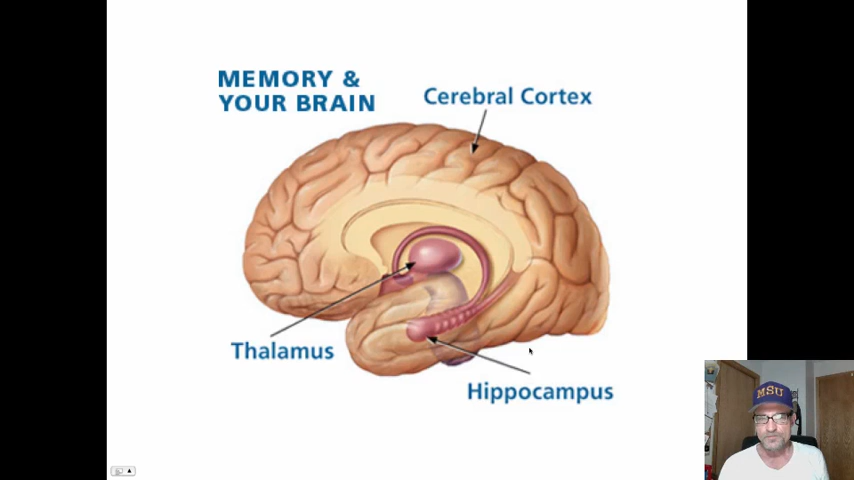 MEMORY &
YOUR BRAIN
Cerebral Cortex
Thalamus
Hippocampus
MSU